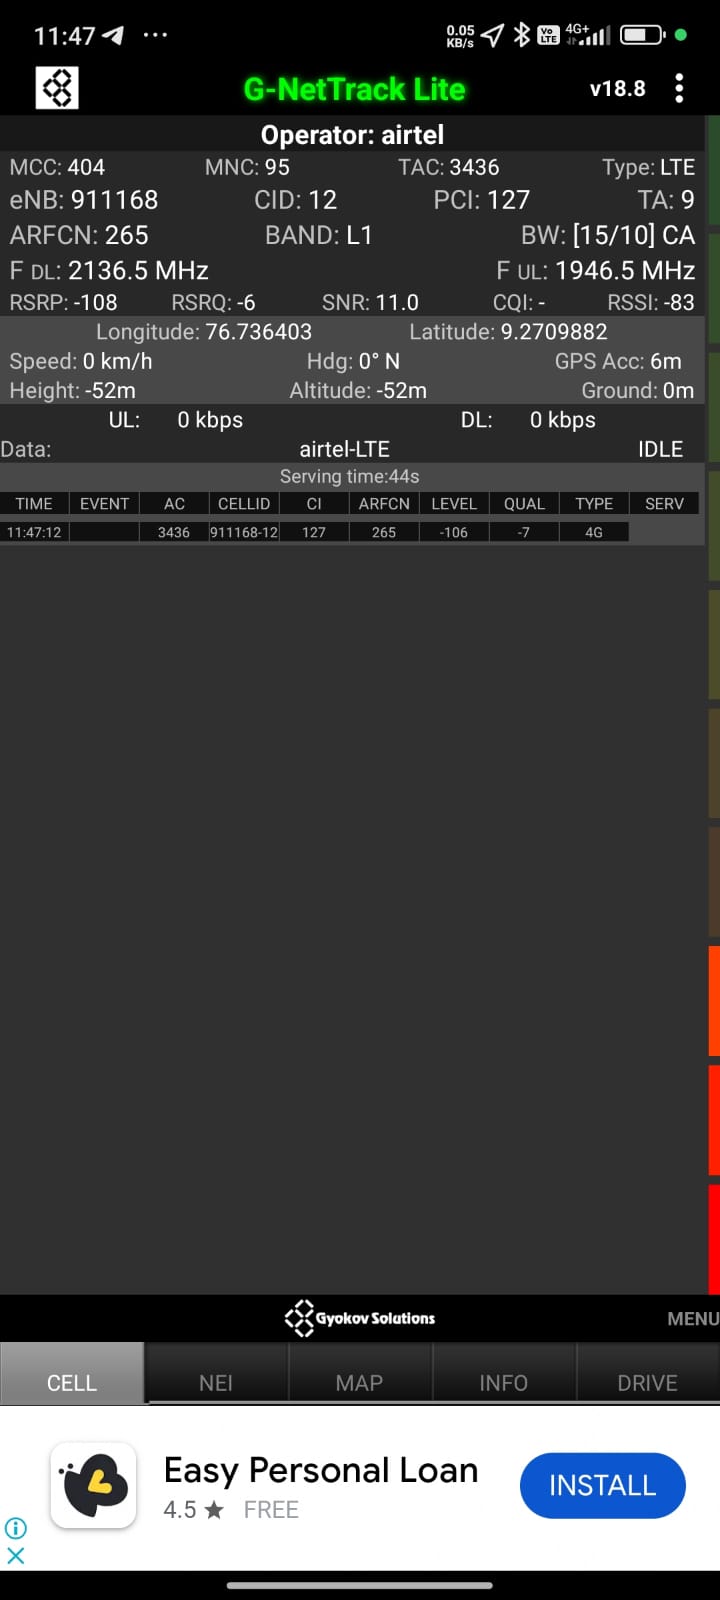 11:47 ... 0.05 KB/s Vo LTE 4G+
G-NetTrack Lite v18.8
Operator: airtel
MCC: 404 MNC: 95 TAC: 3436 Type: LTE
eNB: 911168 CID: 12 PCI: 127 TA: 9
ARFCN: 265 BAND: L1 BW: [15/10] CA
F DL: 2136.5 MHz F UL: 1946.5 MHz
RSRP: -108 RSRQ: -6 SNR: 11.0 CQI: - RSSI: -83
Longitude: 76.736403 Latitude: 9.2709882
Speed: 0 km/h Hdg: 0° N GPS Acc: 6m
Height: -52m Altitude: -52m Ground: 0m
UL: 0 kbps DL: 0 kbps
Data: airtel-LTE IDLE
Serving time:44s
TIME EVENT AC CELLID CI ARFCN LEVEL QUAL TYPE SERV
11:47:12 3436 911168-12 127 265 -106 -7 4G
Gyokov Solutions MENU
CELL NEI MAP INFO DRIVE
Easy Personal Loan
4.5 ★ FREE
INSTALL